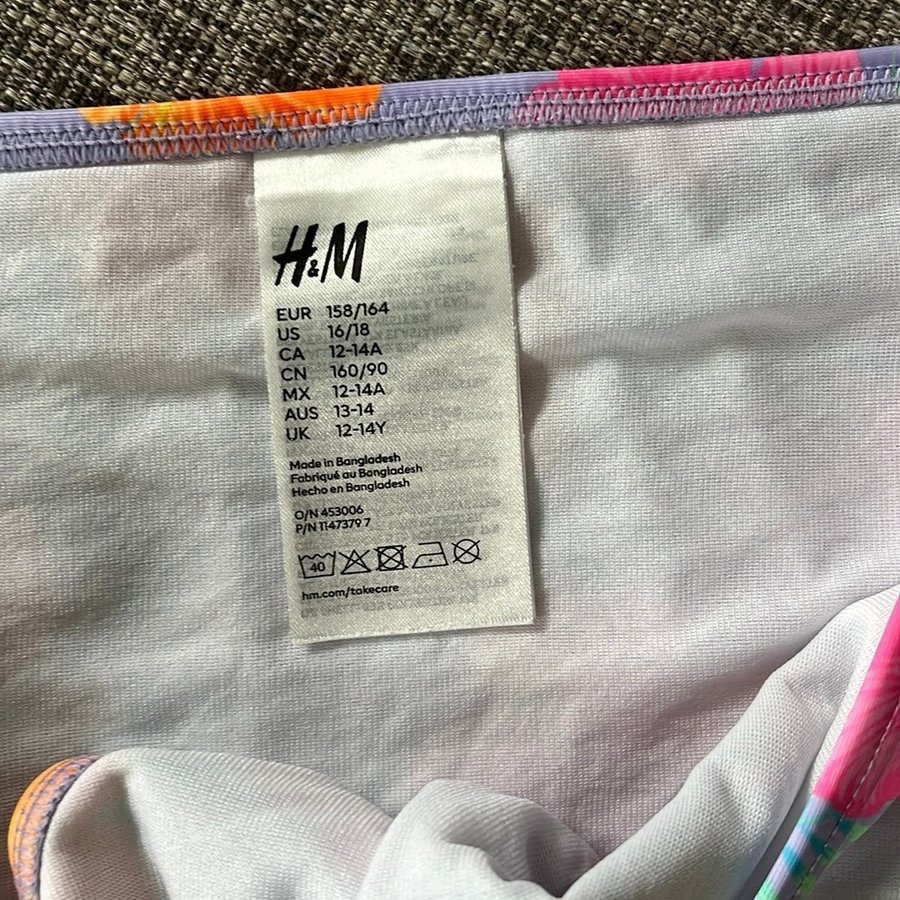 H&M
EUR 158/164
US 16/18
CA 12-14A
CN 160/90
MX 12-14A
AUS 13-14
UK 12-14Y
Made in Bangladesh
Fabriqué au Bangladesh
Hecho en Bangladesh
O/N 453006
P/N 1147379 7
40
hm.com/takecare